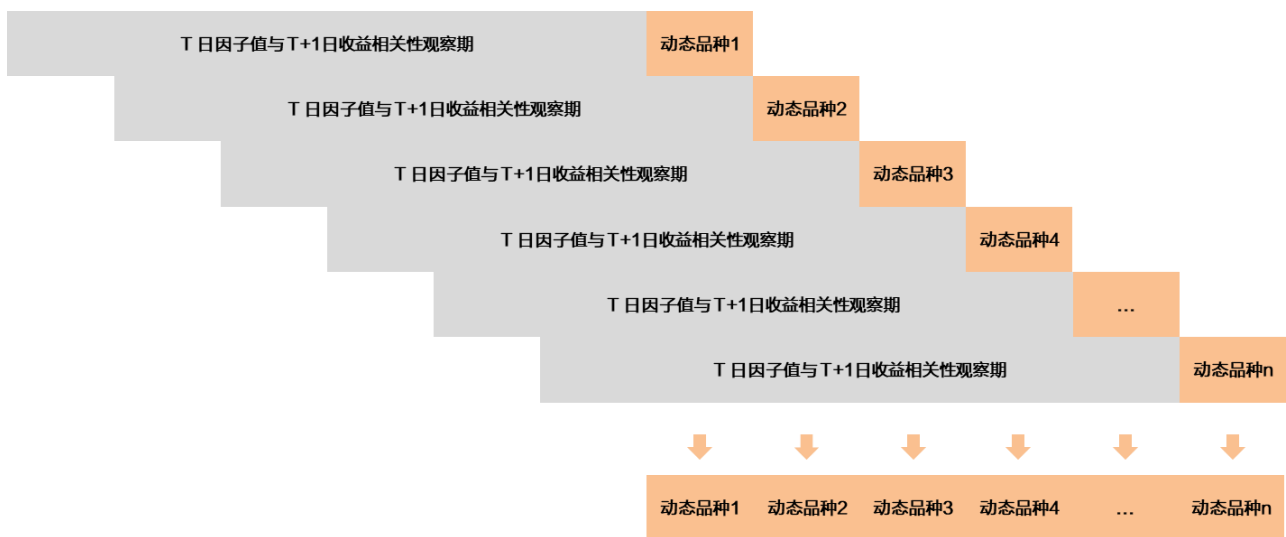 T 日因子值与T+1日收益相关性观察期 动态品种1
T 日因子值与T+1日收益相关性观察期 动态品种2
T 日因子值与T+1日收益相关性观察期 动态品种3
T 日因子值与T+1日收益相关性观察期 动态品种4
T 日因子值与T+1日收益相关性观察期 ...
T 日因子值与T+1日收益相关性观察期 动态品种n
动态品种1 动态品种2 动态品种3 动态品种4 ... 动态品种n